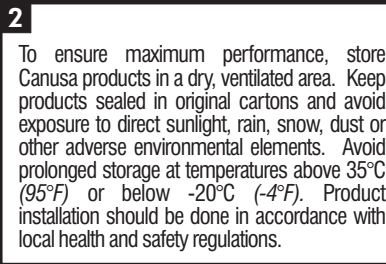 2
To ensure maximum performance, store
Canusa products in a dry, ventilated area. Keep
products sealed in original cartons and avoid
exposure to direct sunlight, rain, snow, dust or
other adverse environmental elements. Avoid
prolonged storage at temperatures above 35°C
(95°F) or below -20°C (-4°F). Product
installation should be done in accordance with
local health and safety regulations.